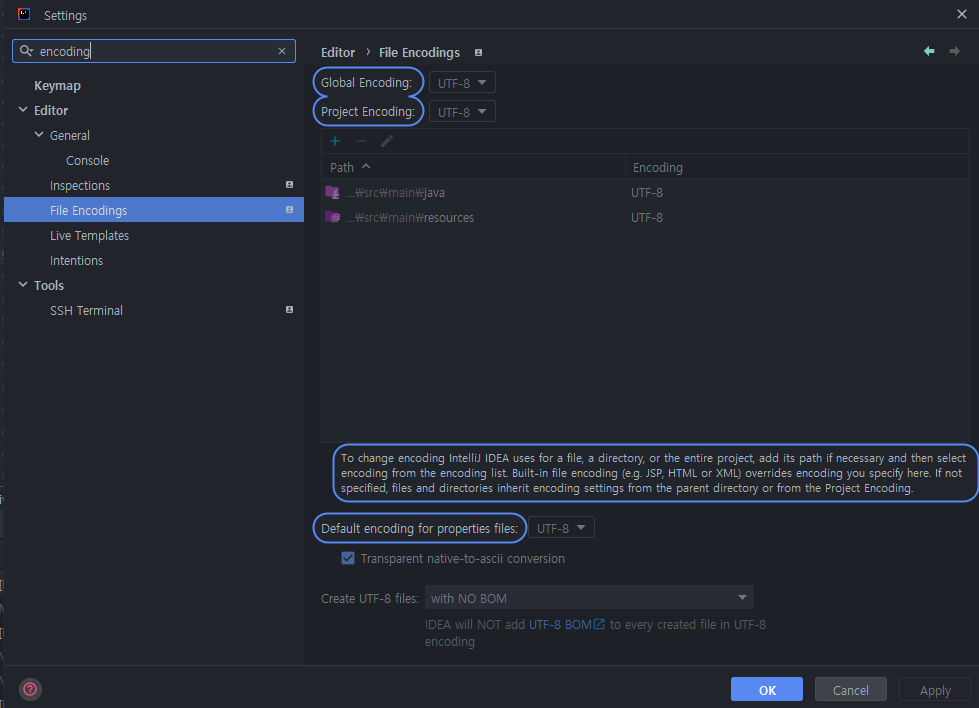 Settings
encoding
Keymap
Editor
General
Console
Inspections
File Encodings
Live Templates
Intentions
Tools
SSH Terminal
Editor › File Encodings
Global Encoding: UTF-8
Project Encoding: UTF-8
Path Encoding
...₩src₩main₩java UTF-8
...₩src₩main₩resources UTF-8
To change encoding IntelliJ IDEA uses for a file, a directory, or the entire project, add its path if necessary and then select
encoding from the encoding list. Built-in file encoding (e.g. JSP, HTML or XML) overrides encoding you specify here. If not
specified, files and directories inherit encoding settings from the parent directory or from the Project Encoding.
Default encoding for properties files: UTF-8
Transparent native-to-ascii conversion
Create UTF-8 files: with NO BOM
IDEA will NOT add UTF-8 BOM to every created file in UTF-8
encoding
OK Cancel Apply